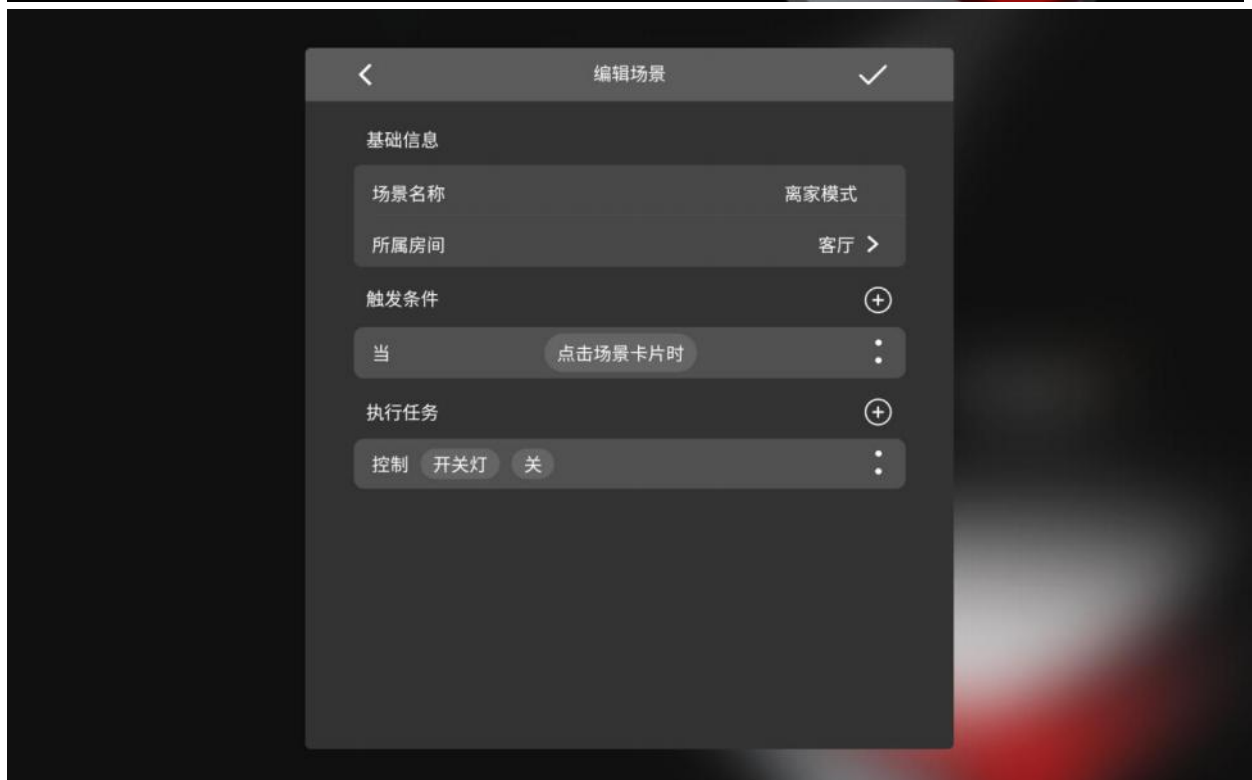 编辑场景
基础信息
场景名称 离家模式
所属房间 客厅
触发条件
当 点击场景卡片时
执行任务
控制 开关灯 关